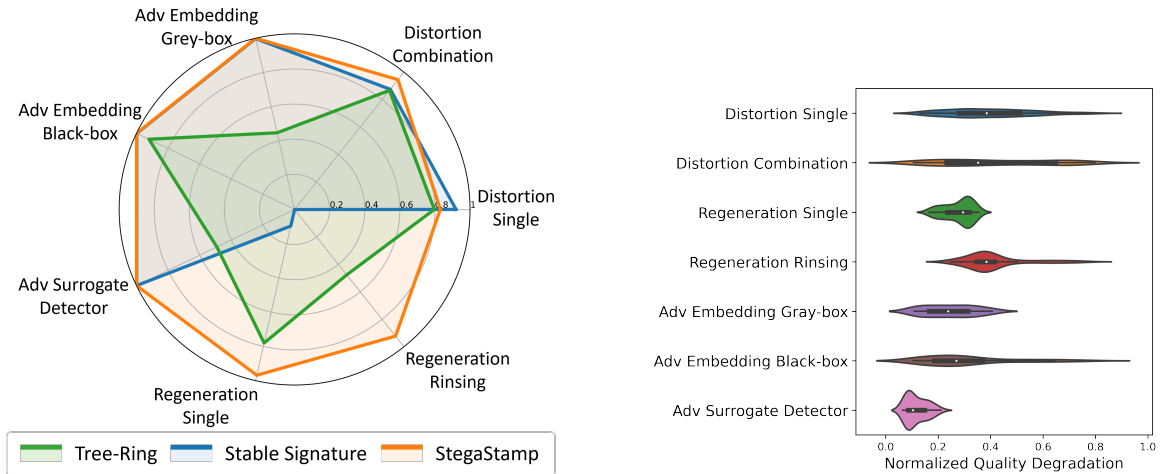 Adv Embedding
Grey-box
Distortion
Combination
Adv Embedding
Black-box
0.2 0.4 0.6 0.8 1
Distortion
Single
Adv Surrogate
Detector
Regeneration
Rinsing
Regeneration
Single
Tree-Ring Stable Signature StegaStamp
Distortion Single
Distortion Combination
Regeneration Single
Regeneration Rinsing
Adv Embedding Gray-box
Adv Embedding Black-box
Adv Surrogate Detector
0.0 0.2 0.4 0.6 0.8 1.0
Normalized Quality Degradation